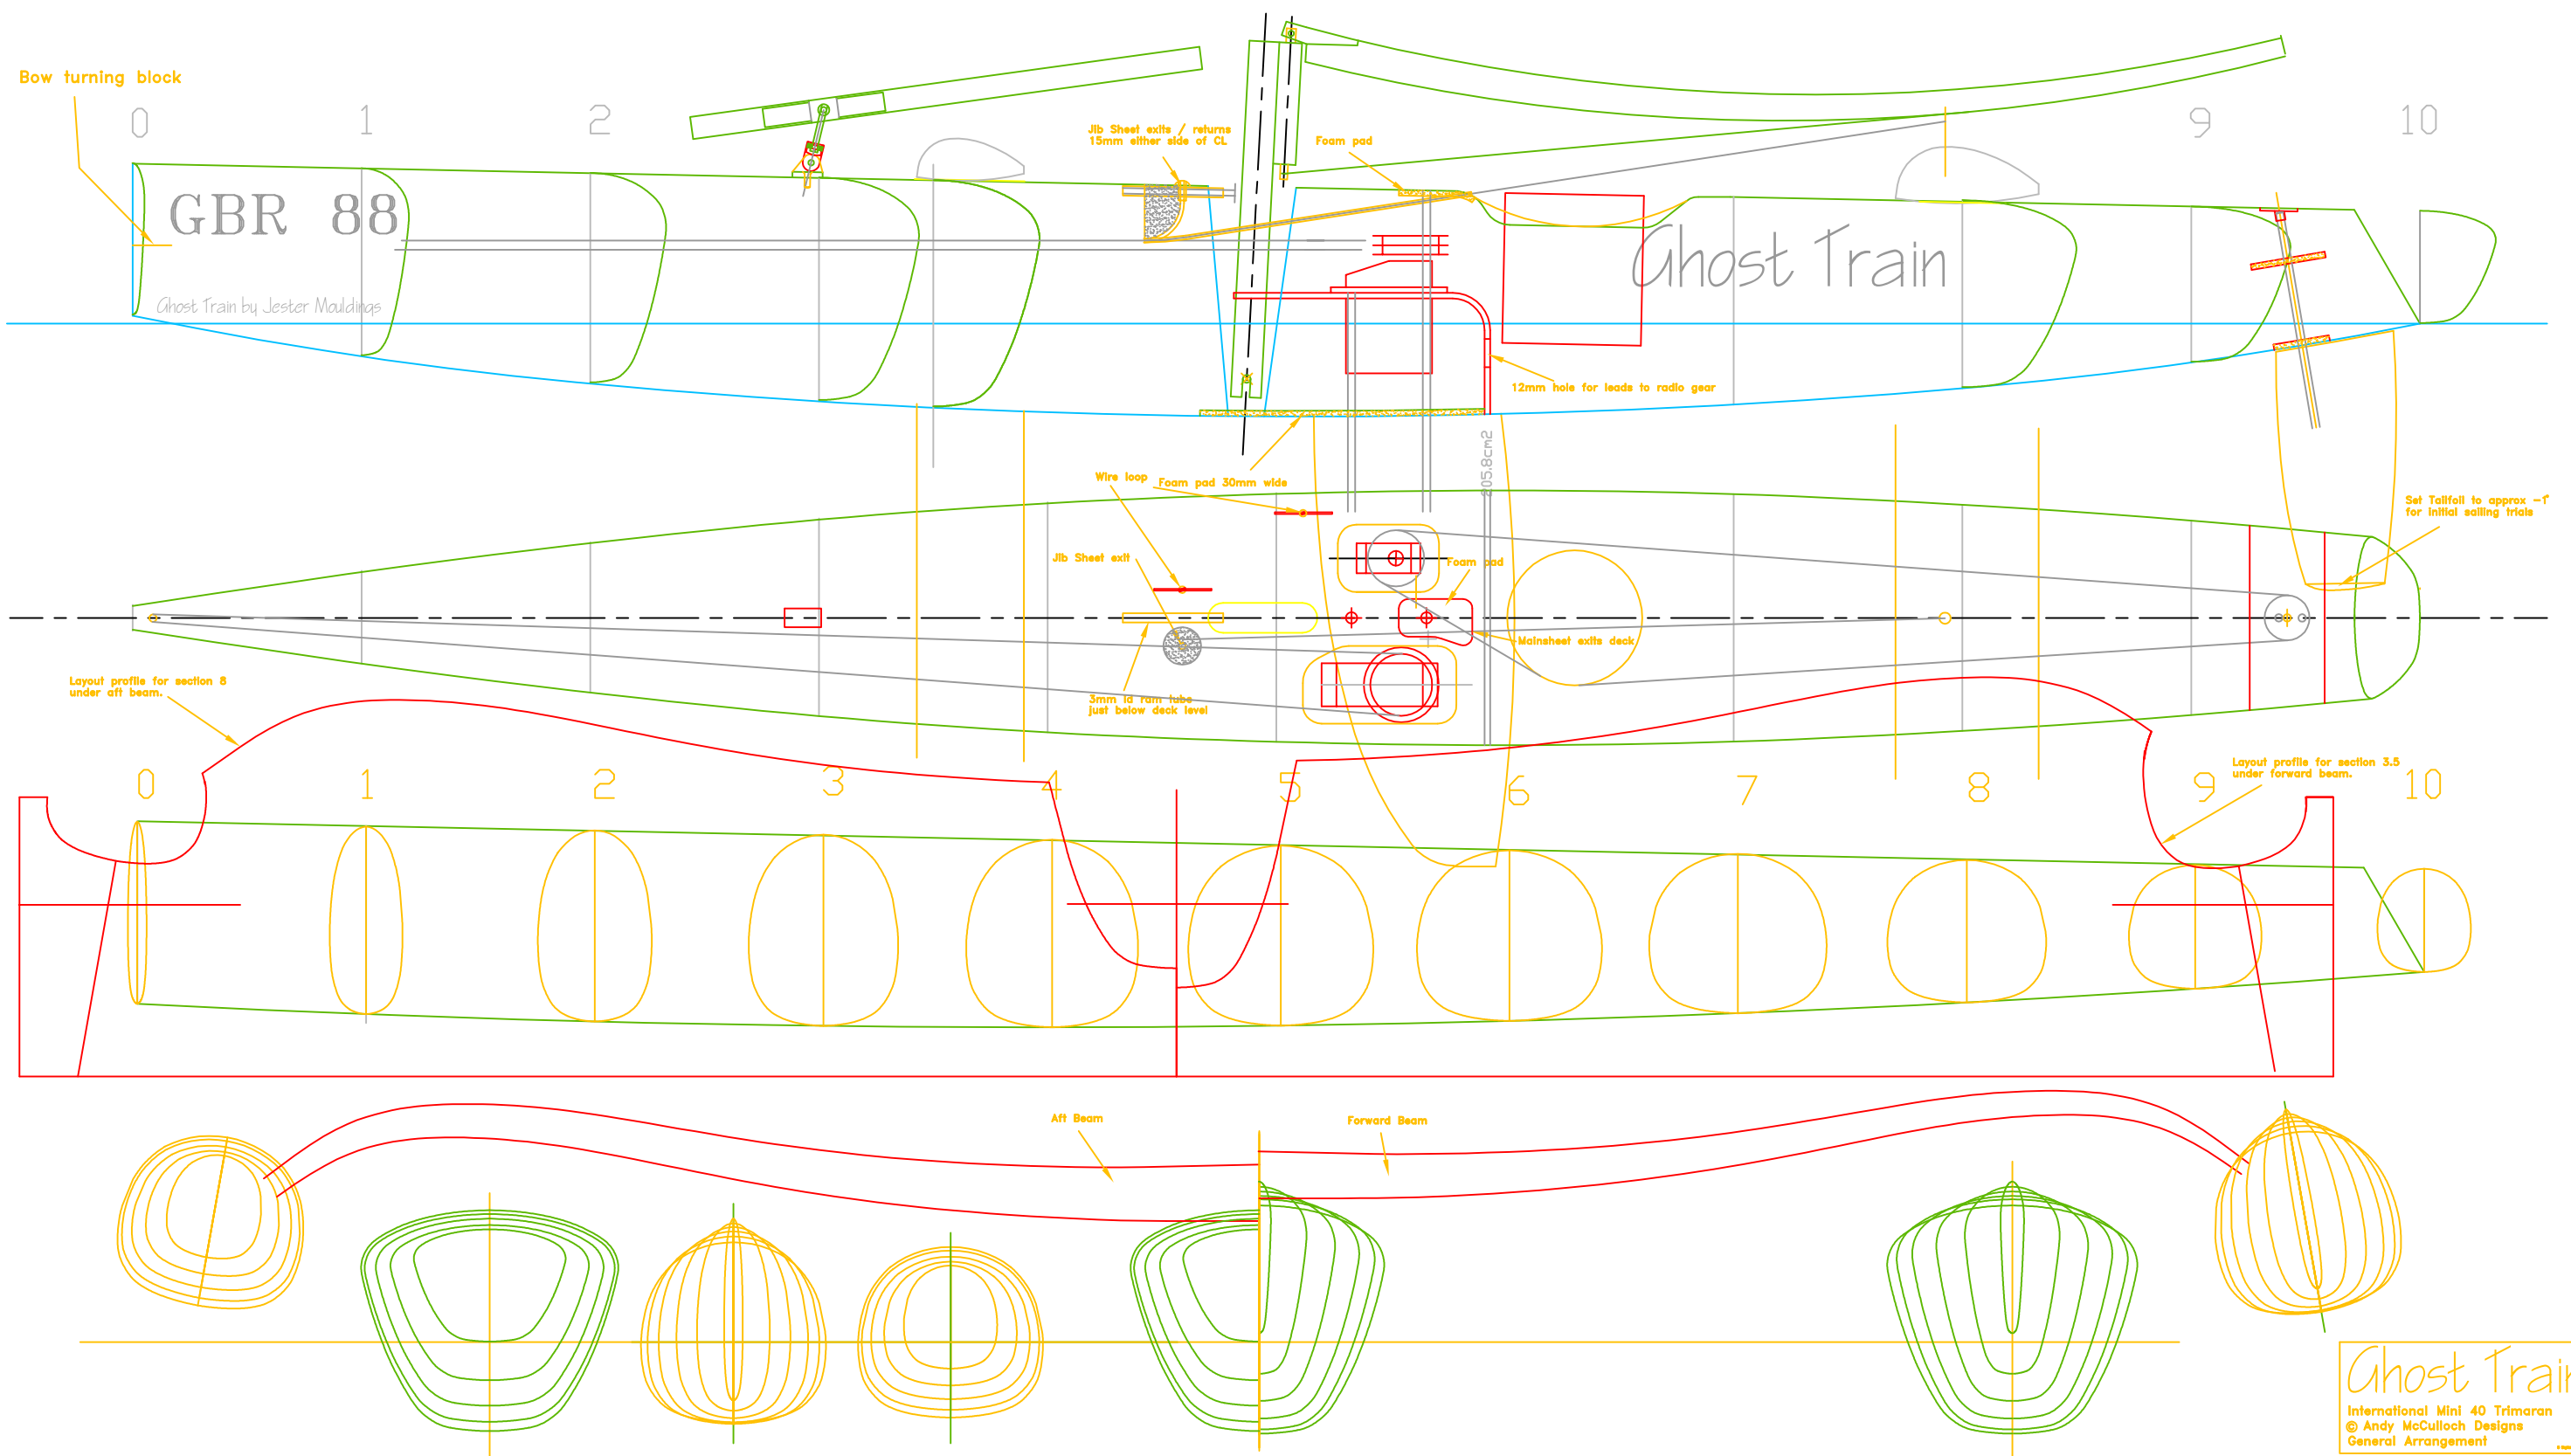 Bow turning block
0
1
2
9
10
Jib Sheet exits / returns
15mm either side of CL
Foam pad
GBR 88
Ghost Train
Ghost Train by Jester Mouldings
12mm hole for leads to radio gear
205.8cm2
Wire loop
Foam pad 30mm wide
Set Tailfoil to approx -1°
for initial sailing trials
Jib Sheet exit
Foam pad
Mainsheet exits deck
Layout profile for section 8
under aft beam.
3mm id ram tube
just below deck level
Layout profile for section 3.5
under forward beam.
0
1
2
3
4
5
6
7
8
9
10
Aft Beam
Forward Beam
Ghost Train
International Mini 40 Trimaran
© Andy McCulloch Designs
General Arrangement